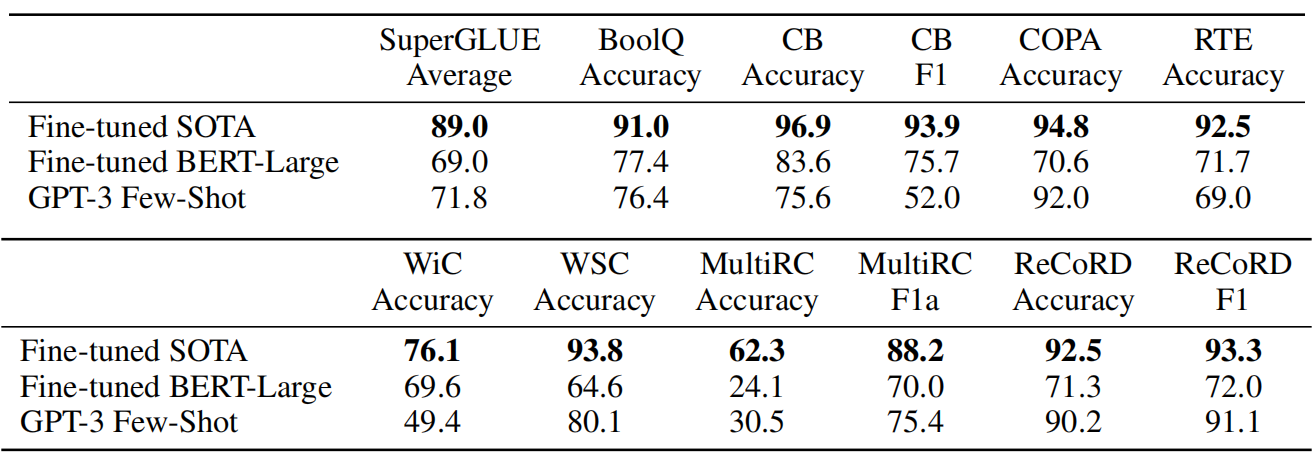 SuperGLUE BoolQ CB CB COPA RTE
Average Accuracy Accuracy F1 Accuracy Accuracy
Fine-tuned SOTA 89.0 91.0 96.9 93.9 94.8 92.5
Fine-tuned BERT-Large 69.0 77.4 83.6 75.7 70.6 71.7
GPT-3 Few-Shot 71.8 76.4 75.6 52.0 92.0 69.0
WiC WSC MultiRC MultiRC ReCoRD ReCoRD
Accuracy Accuracy Accuracy F1a Accuracy F1
Fine-tuned SOTA 76.1 93.8 62.3 88.2 92.5 93.3
Fine-tuned BERT-Large 69.6 64.6 24.1 70.0 71.3 72.0
GPT-3 Few-Shot 49.4 80.1 30.5 75.4 90.2 91.1